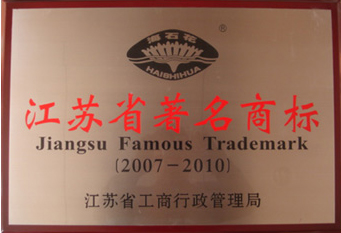 海石花
HAISHIHUA
江苏省著名商标
Jiangsu Famous Trademark
(2007-2010)
江苏省工商行政管理局